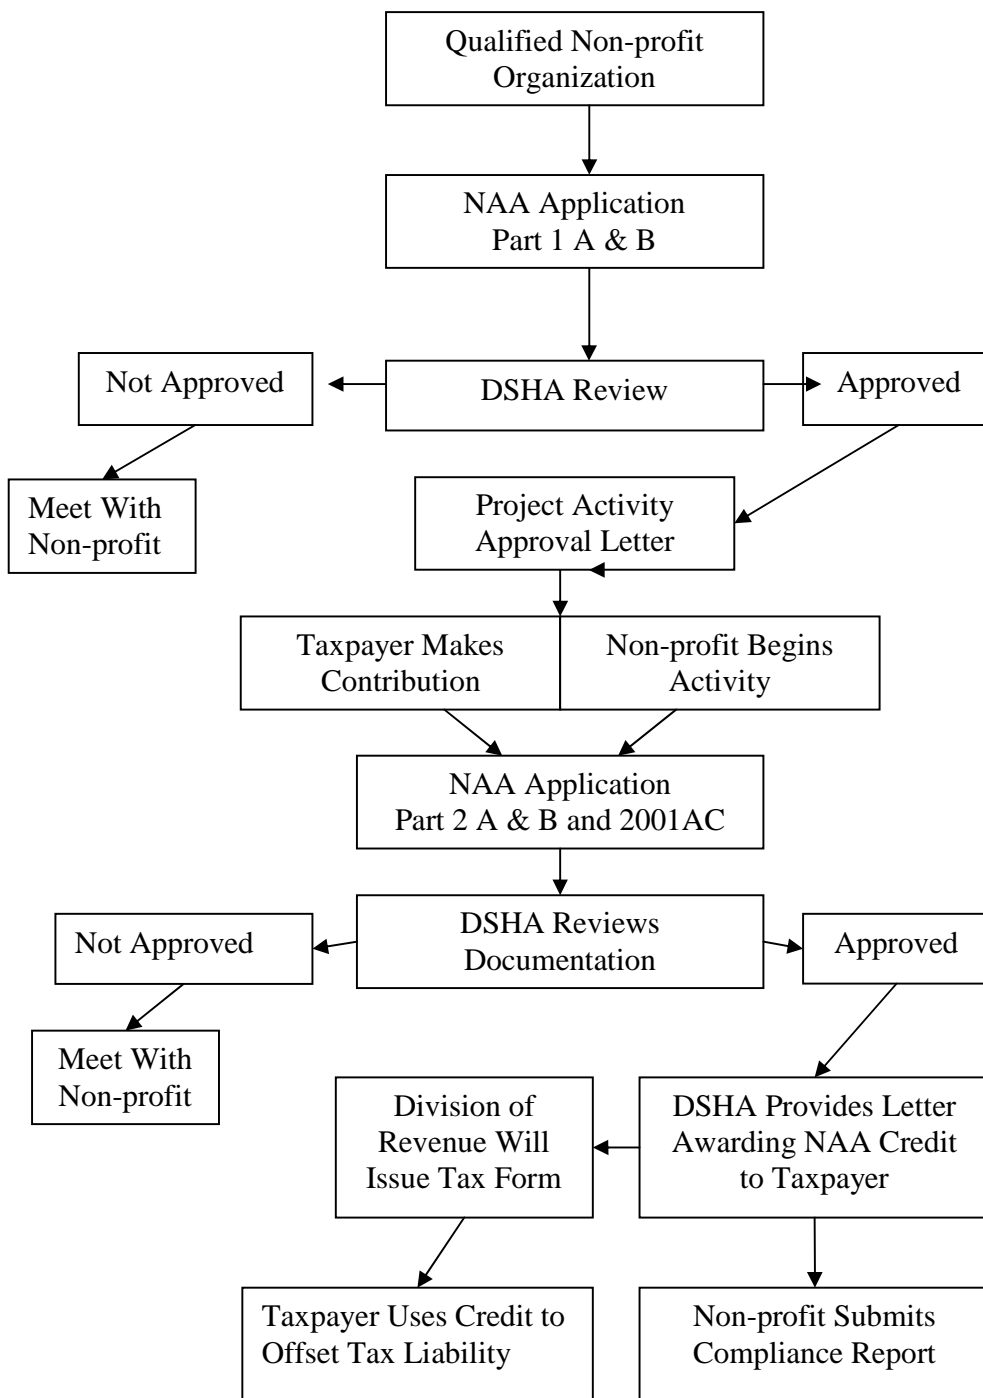 Qualified Non-profit
Organization
NAA Application
Part 1 A & B
Not Approved
DSHA Review
Approved
Meet With
Non-profit
Project Activity
Approval Letter
Taxpayer Makes
Contribution
Non-profit Begins
Activity
NAA Application
Part 2 A & B and 2001AC
Not Approved
DSHA Reviews
Documentation
Approved
Meet With
Non-profit
Division of
Revenue Will
Issue Tax Form
DSHA Provides Letter
Awarding NAA Credit
to Taxpayer
Taxpayer Uses Credit to
Offset Tax Liability
Non-profit Submits
Compliance Report